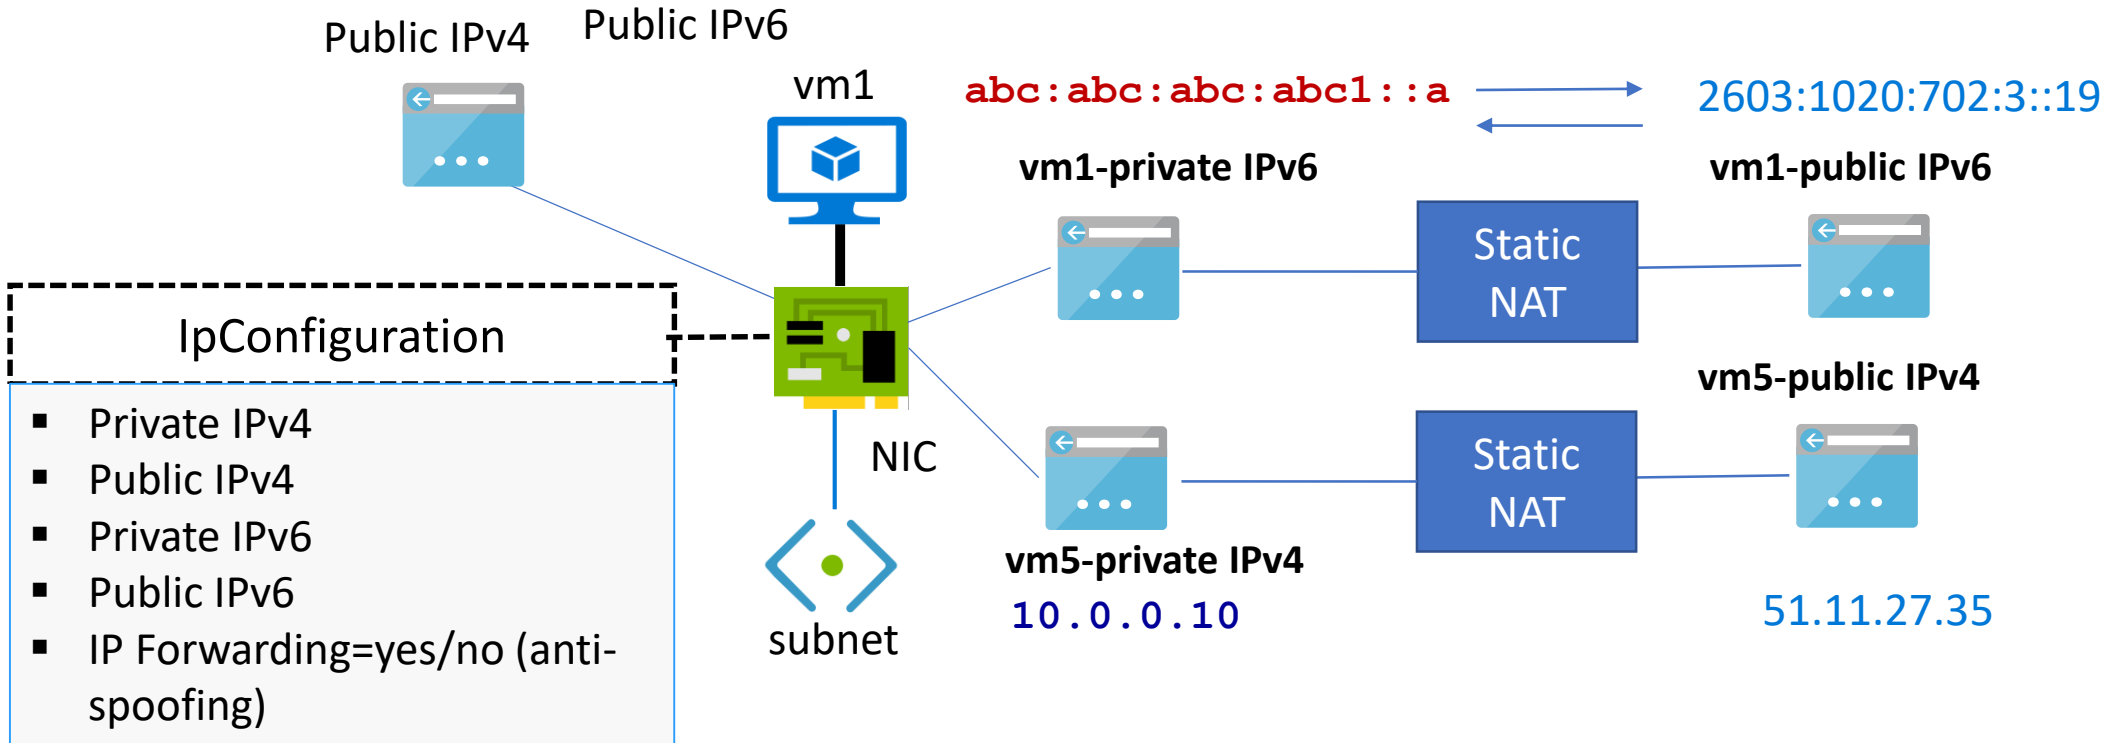 Public IPv4
Public IPv6
vm1
abc:abc:abc:abc1::a
2603:1020:702:3::19
vm1-private IPv6
vm1-public IPv6
Static
NAT
IpConfiguration
▪ Private IPv4
▪ Public IPv4
▪ Private IPv6
▪ Public IPv6
▪ IP Forwarding=yes/no (anti-
spoofing)
NIC
subnet
vm5-public IPv4
Static
NAT
vm5-private IPv4
10.0.0.10
51.11.27.35